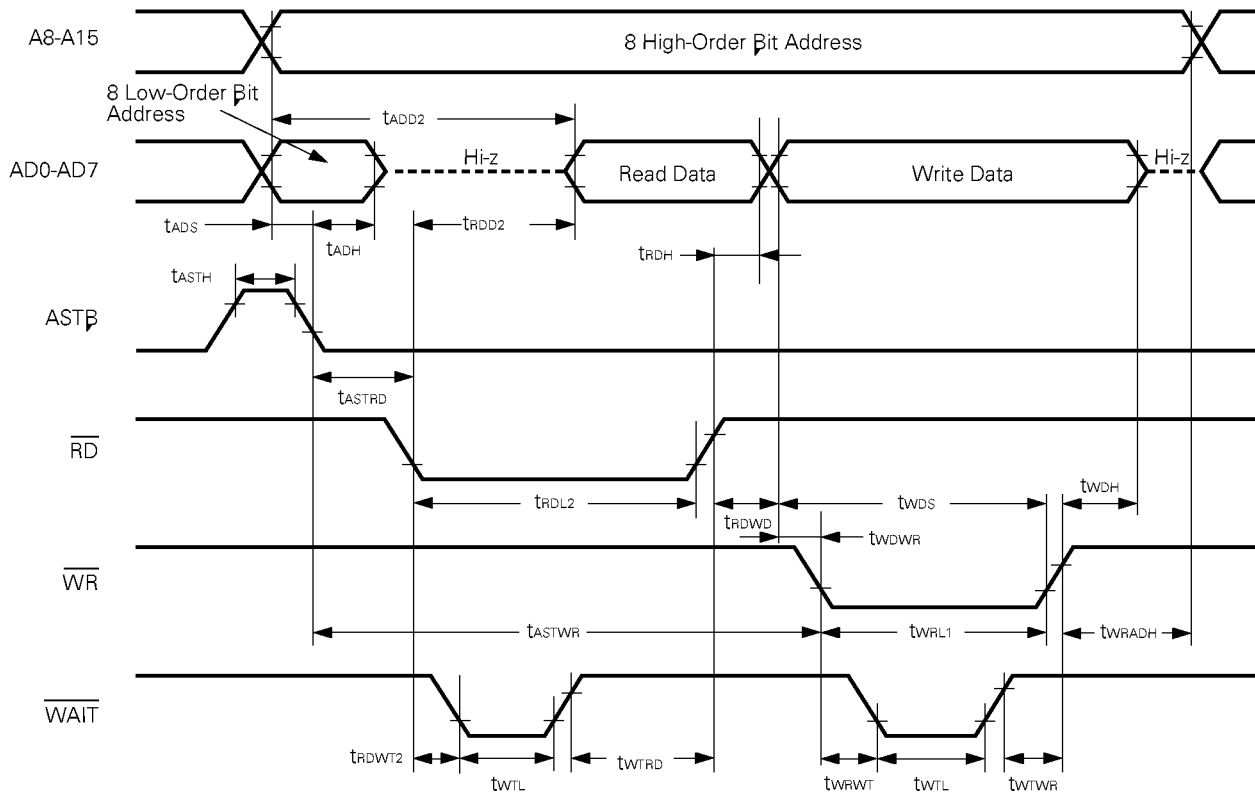 A8-A15
8 High-Order Bit Address
8 Low-Order Bit
Address
tADD2
AD0-AD7
Hi-z
Read Data
Write Data
Hi-z
tADS
tADH
tRDD2
tRDH
tASTH
ASTB
tASTRD
RD
tRDL2
tRDWD
tWDS
tWDH
tWDWR
WR
tASTWR
tWRL1
tWRADH
WAIT
tRDWT2
tWTL
tWTRD
tWRWT
tWTL
tWTWR